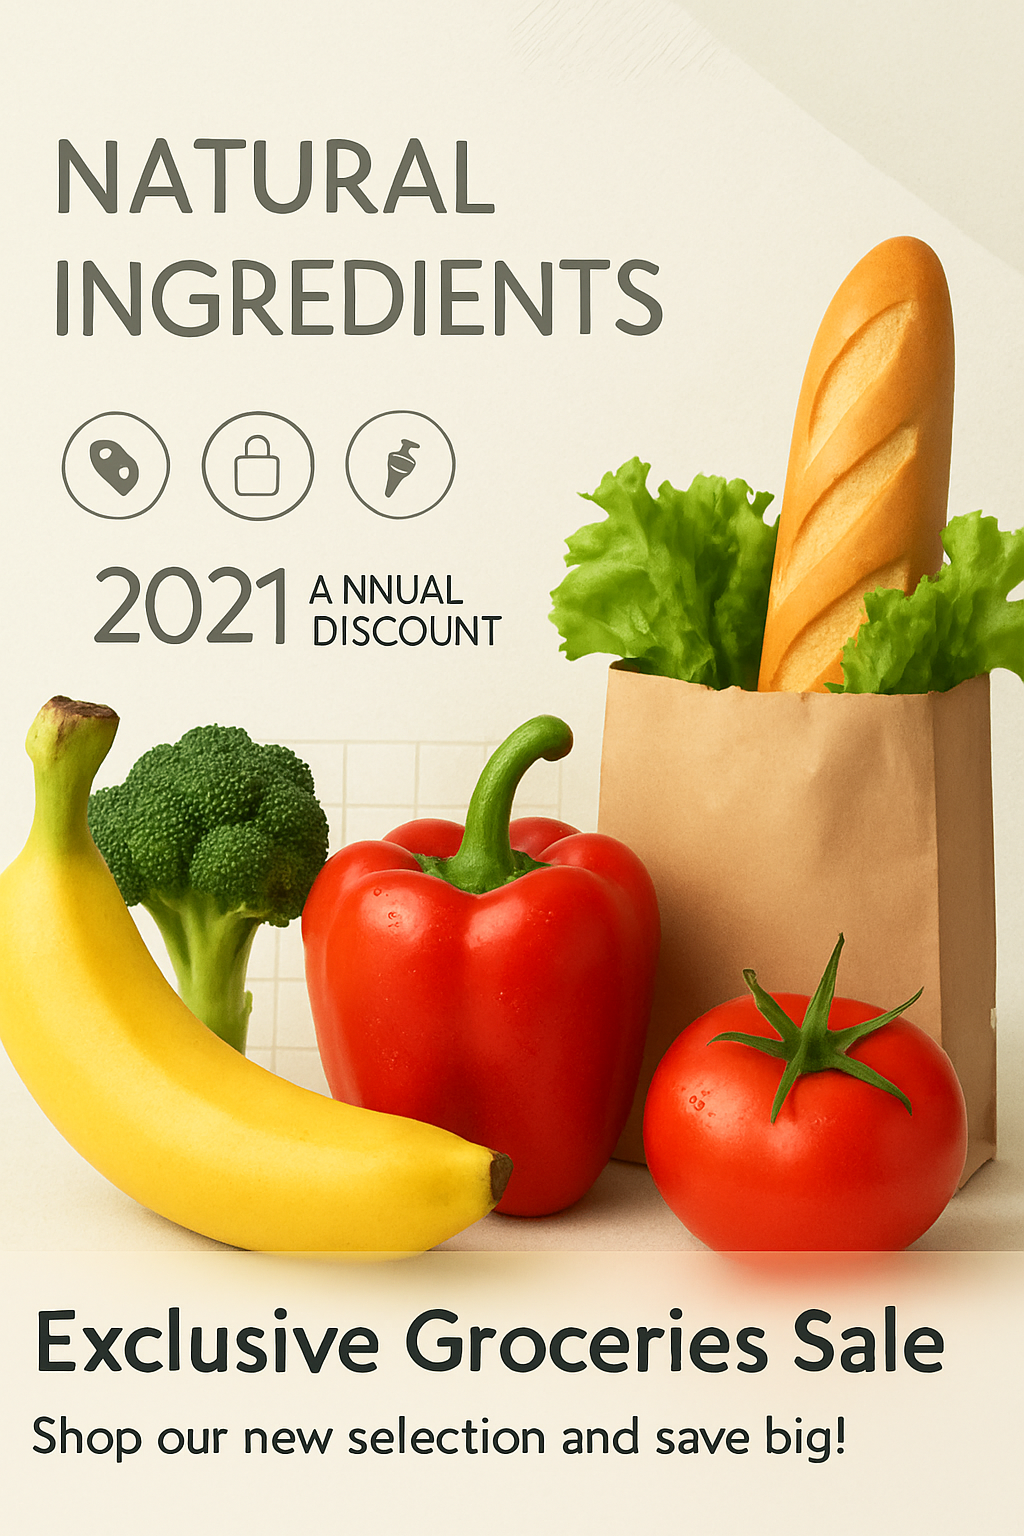 NATURAL
INGREDIENTS
2021 A NNUAL
DISCOUNT
Exclusive Groceries Sale
Shop our new selection and save big!